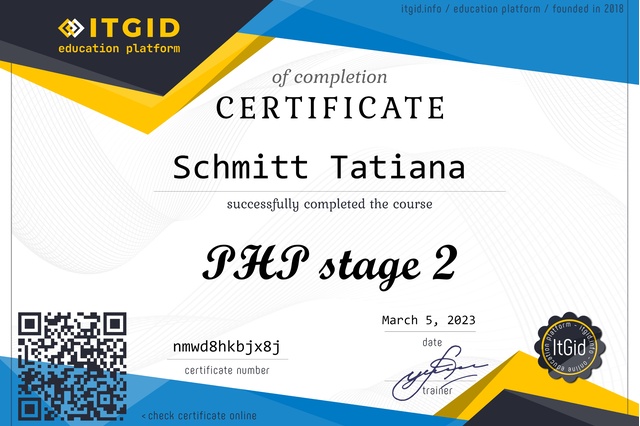 itgid.info / education platform / founded in 2018
ITGID
education platform
of completion
CERTIFICATE
Schmitt Tatiana
successfully completed the course
PHP stage 2
March 5, 2023
date
nmwd8hkbjx8j
certificate number
trainer
ItGid
education platform - itgid.info - online
< check certificate online